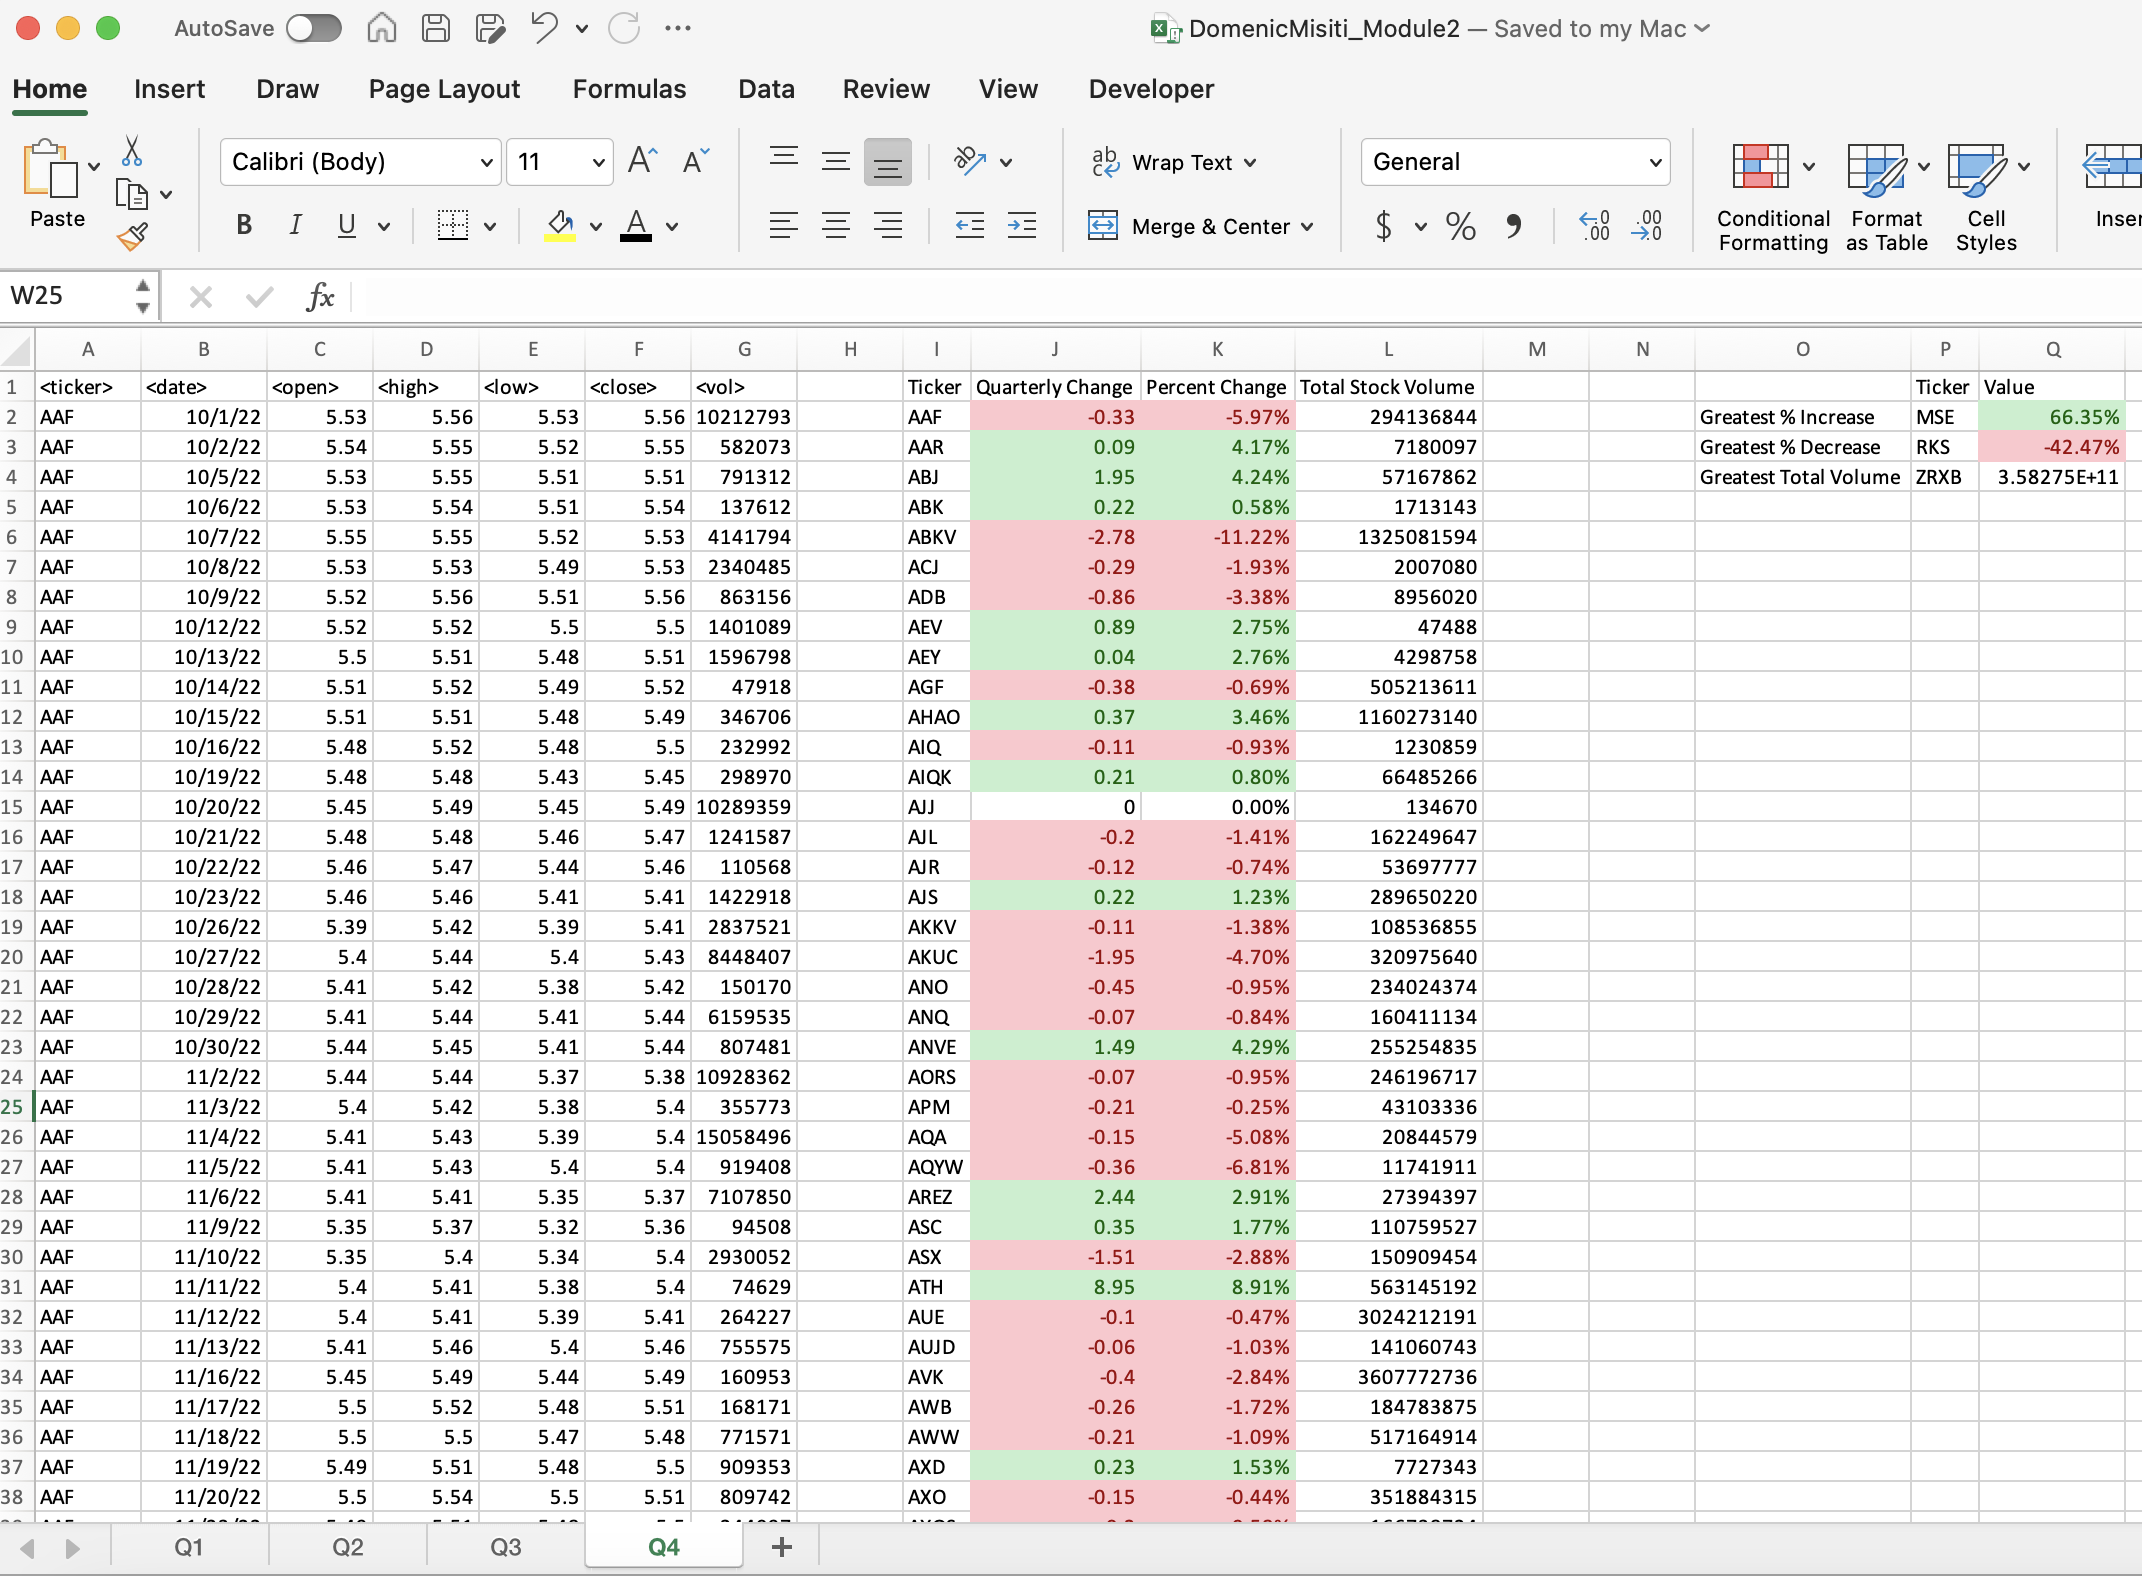 AutoSave DomenicMisiti_Module2 — Saved to my Mac
Home Insert Draw Page Layout Formulas Data Review View Developer
Paste Calibri (Body) 11 Wrap Text General
B I U A Merge & Center $ % Conditional Formatting Format as Table Cell Styles
W25 fx
A B C D E F G H I J K L M N O P Q
1 <ticker> <date> <open> <high> <low> <close> <vol> Ticker Quarterly Change Percent Change Total Stock Volume Ticker Value
2 AAF 10/1/22 5.53 5.56 5.53 5.56 10212793 AAF -0.33 -5.97% 294136844 Greatest % Increase MSE 66.35%
3 AAF 10/2/22 5.54 5.55 5.52 5.55 582073 AAR 0.09 4.17% 7180097 Greatest % Decrease RKS -42.47%
4 AAF 10/5/22 5.53 5.55 5.51 5.51 791312 ABJ 1.95 4.24% 57167862 Greatest Total Volume ZRXB 3.58275E+11
5 AAF 10/6/22 5.53 5.54 5.51 5.54 137612 ABK 0.22 0.58% 1713143
6 AAF 10/7/22 5.55 5.55 5.52 5.53 4141794 ABKV -2.78 -11.22% 1325081594
7 AAF 10/8/22 5.53 5.53 5.49 5.53 2340485 ACJ -0.29 -1.93% 2007080
8 AAF 10/9/22 5.52 5.56 5.51 5.56 863156 ADB -0.86 -3.38% 8956020
9 AAF 10/12/22 5.52 5.52 5.5 5.5 1401089 AEV 0.89 2.75% 47488
10 AAF 10/13/22 5.5 5.51 5.48 5.51 1596798 AEY 0.04 2.76% 4298758
11 AAF 10/14/22 5.51 5.52 5.49 5.52 47918 AGF -0.38 -0.69% 505213611
12 AAF 10/15/22 5.51 5.51 5.48 5.49 346706 AHAO 0.37 3.46% 1160273140
13 AAF 10/16/22 5.48 5.52 5.48 5.5 232992 AIQ -0.11 -0.93% 1230859
14 AAF 10/19/22 5.48 5.48 5.43 5.45 298970 AIQK 0.21 0.80% 66485266
15 AAF 10/20/22 5.45 5.49 5.45 5.49 10289359 AJJ 0 0.00% 134670
16 AAF 10/21/22 5.48 5.48 5.46 5.47 1241587 AJL -0.2 -1.41% 162249647
17 AAF 10/22/22 5.46 5.47 5.44 5.46 110568 AJR -0.12 -0.74% 53697777
18 AAF 10/23/22 5.46 5.46 5.41 5.41 1422918 AJS 0.22 1.23% 289650220
19 AAF 10/26/22 5.39 5.42 5.39 5.41 2837521 AKKV -0.11 -1.38% 108536855
20 AAF 10/27/22 5.4 5.44 5.4 5.43 8448407 AKUC -1.95 -4.70% 320975640
21 AAF 10/28/22 5.41 5.42 5.38 5.42 150170 ANO -0.45 -0.95% 234024374
22 AAF 10/29/22 5.41 5.44 5.41 5.44 6159535 ANQ -0.07 -0.84% 160411134
23 AAF 10/30/22 5.44 5.45 5.41 5.44 807481 ANVE 1.49 4.29% 255254835
24 AAF 11/2/22 5.44 5.44 5.37 5.38 10928362 AORS -0.07 -0.95% 246196717
25 AAF 11/3/22 5.4 5.42 5.38 5.4 355773 APM -0.21 -0.25% 43103336
26 AAF 11/4/22 5.41 5.43 5.39 5.4 15058496 AQA -0.15 -5.08% 20844579
27 AAF 11/5/22 5.41 5.43 5.4 5.4 919408 AQYW -0.36 -6.81% 11741911
28 AAF 11/6/22 5.41 5.41 5.35 5.37 7107850 AREZ 2.44 2.91% 27394397
29 AAF 11/9/22 5.35 5.37 5.32 5.36 94508 ASC 0.35 1.77% 110759527
30 AAF 11/10/22 5.35 5.4 5.34 5.4 2930052 ASX -1.51 -2.88% 150909454
31 AAF 11/11/22 5.4 5.41 5.38 5.4 74629 ATH 8.95 8.91% 563145192
32 AAF 11/12/22 5.4 5.41 5.39 5.41 264227 AUE -0.1 -0.47% 3024212191
33 AAF 11/13/22 5.41 5.46 5.4 5.46 755575 AUJD -0.06 -1.03% 141060743
34 AAF 11/16/22 5.45 5.49 5.44 5.49 160953 AVK -0.4 -2.84% 3607772736
35 AAF 11/17/22 5.5 5.52 5.48 5.51 168171 AWB -0.26 -1.72% 184783875
36 AAF 11/18/22 5.5 5.5 5.47 5.48 771571 AWW -0.21 -1.09% 517164914
37 AAF 11/19/22 5.49 5.51 5.48 5.5 909353 AXD 0.23 1.53% 7727343
38 AAF 11/20/22 5.5 5.54 5.5 5.51 809742 AXO -0.15 -0.44% 351884315
Q1 Q2 Q3 Q4 +